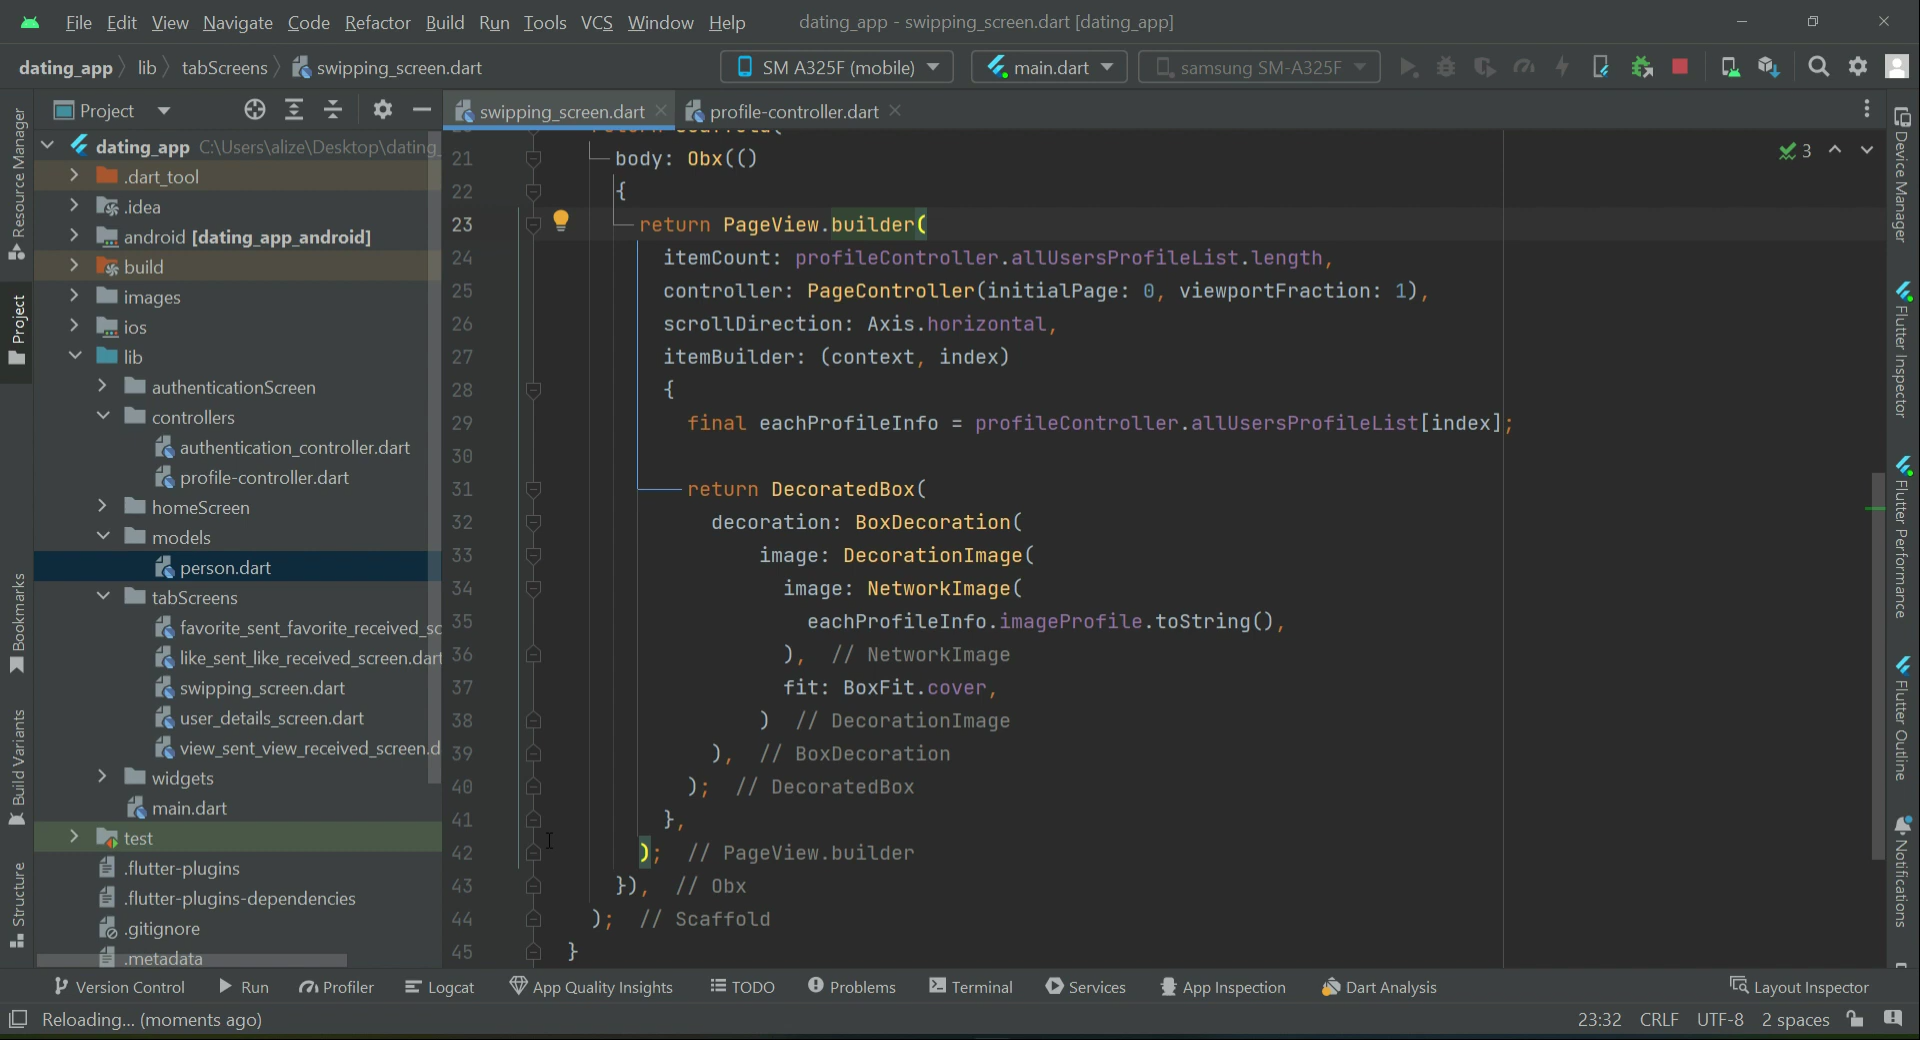 File Edit View Navigate Code Refactor Build Run Tools VCS Window Help dating_app - swipping_screen.dart [dating_app]
dating_app lib tabScreens swipping_screen.dart SM A325F (mobile) main.dart samsung SM-A325F
Project swipping_screen.dart profile-controller.dart
Resource Manager
Project
Bookmarks
Build Variants
Structure
dating_app C:\Users\alize\Desktop\dating_
.dart_tool
.idea
android [dating_app_android]
build
images
ios
lib
authenticationScreen
controllers
authentication_controller.dart
profile-controller.dart
homeScreen
models
person.dart
tabScreens
favorite_sent_favorite_received_sc
like_sent_like_received_screen.dart
swipping_screen.dart
user_details_screen.dart
view_sent_view_received_screen.d
widgets
main.dart
test
.flutter-plugins
.flutter-plugins-dependencies
.gitignore
.metadata
3
21 body: Obx(()
22 {
23 return PageView.builder(
24 itemCount: profileController.allUsersProfileList.length,
25 controller: PageController(initialPage: 0, viewportFraction: 1),
26 scrollDirection: Axis.horizontal,
27 itemBuilder: (context, index)
28 {
29 final eachProfileInfo = profileController.allUsersProfileList[index];
30
31 return DecoratedBox(
32 decoration: BoxDecoration(
33 image: DecorationImage(
34 image: NetworkImage(
35 eachProfileInfo.imageProfile.toString(),
36 ), // NetworkImage
37 fit: BoxFit.cover,
38 ) // DecorationImage
39 ), // BoxDecoration
40 ); // DecoratedBox
41 },
42 ); // PageView.builder
43 }), // Obx
44 ); // Scaffold
45 }
Device Manager
Flutter Inspector
Flutter Performance
Flutter Outline
Notifications
Version Control Run Profiler Logcat App Quality Insights TODO Problems Terminal Services App Inspection Dart Analysis Layout Inspector
Reloading... (moments ago) 23:32 CRLF UTF-8 2 spaces